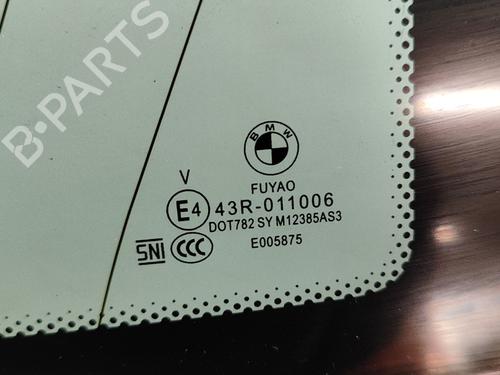 B-PARTS
BMW
FUYAO
V
E4 43R-011006
DOT782 SY M12385AS3
SNI CCC E005875